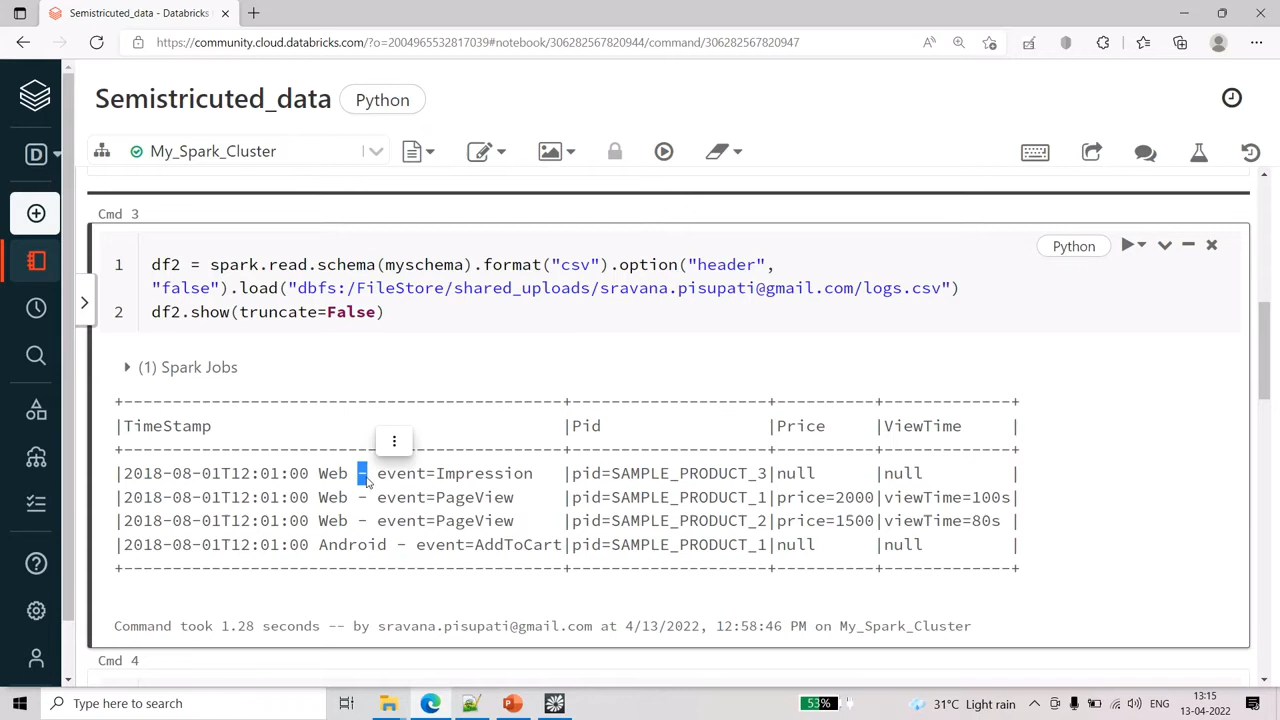 Semistricuted_data - Databricks
https://community.cloud.databricks.com/?o=2004965532817039#notebook/306282567820944/command/306282567820947
Semistricuted_data Python
D
My_Spark_Cluster
Cmd 3
Python
1 df2 = spark.read.schema(myschema).format("csv").option("header",
"false").load("dbfs:/FileStore/shared_uploads/sravana.pisupati@gmail.com/logs.csv")
2 df2.show(truncate=False)
(1) Spark Jobs
+---------------------------------------------+--------------------+----------+-------------+
|TimeStamp |Pid |Price |ViewTime |
+---------------------------------------------+--------------------+----------+-------------+
|2018-08-01T12:01:00 Web - event=Impression |pid=SAMPLE_PRODUCT_3|null |null |
|2018-08-01T12:01:00 Web - event=PageView |pid=SAMPLE_PRODUCT_1|price=2000|viewTime=100s|
|2018-08-01T12:01:00 Web - event=PageView |pid=SAMPLE_PRODUCT_2|price=1500|viewTime=80s |
|2018-08-01T12:01:00 Android - event=AddToCart|pid=SAMPLE_PRODUCT_1|null |null |
+---------------------------------------------+--------------------+----------+-------------+
Command took 1.28 seconds -- by sravana.pisupati@gmail.com at 4/13/2022, 12:58:46 PM on My_Spark_Cluster
Cmd 4
Type here to search
53%
31°C Light rain
ENG
13:15
13-04-2022